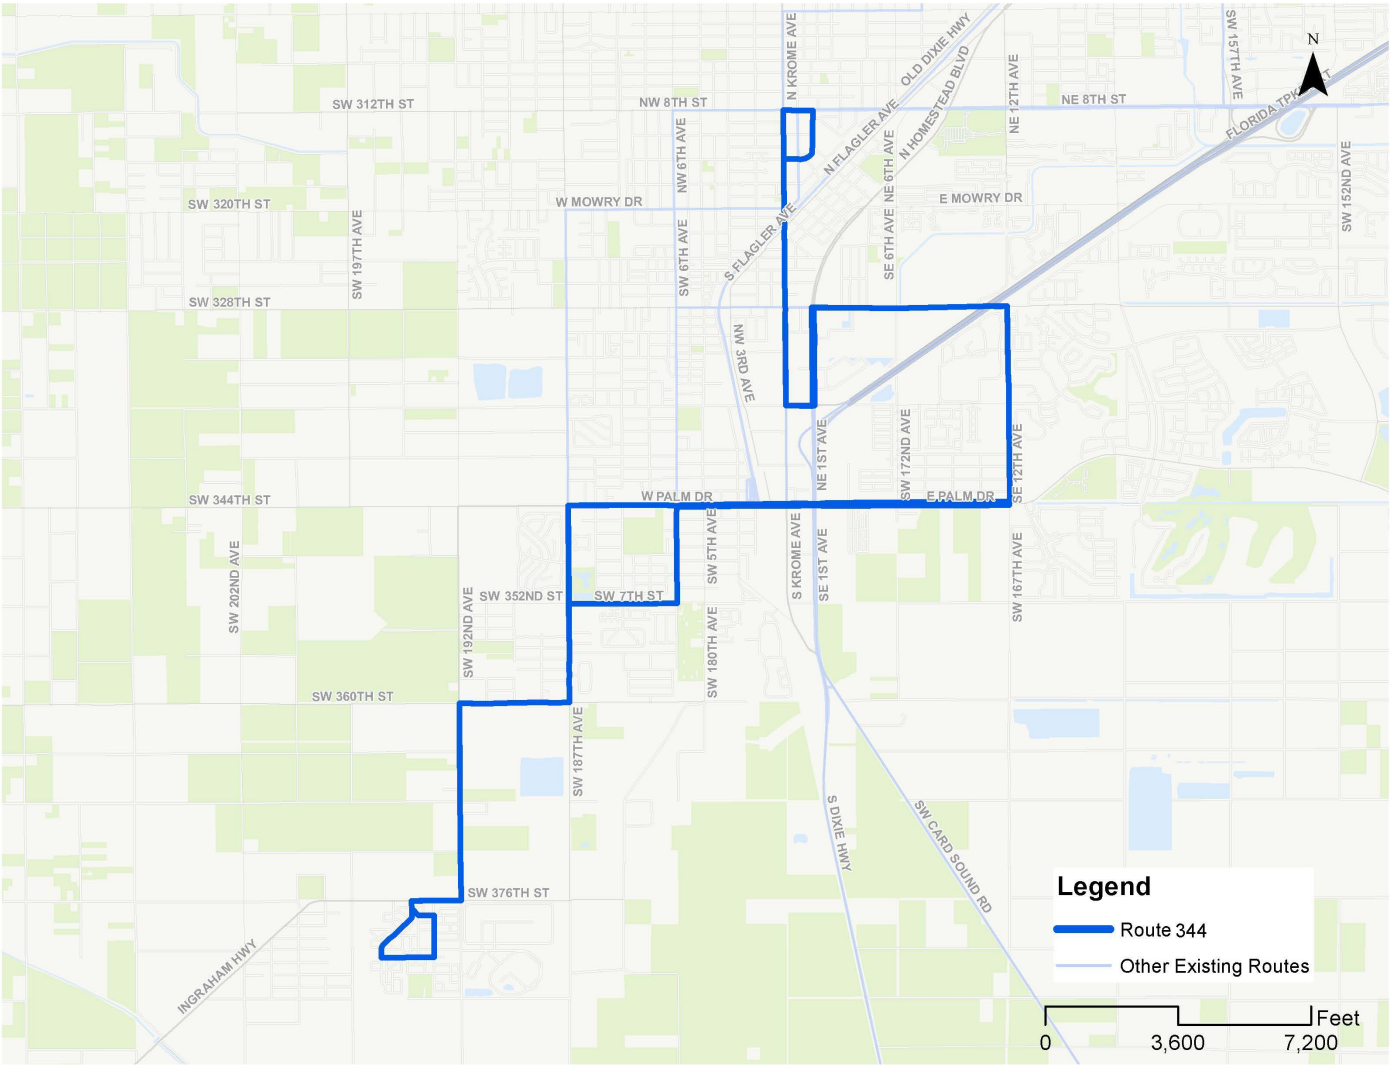 N KROME AVE
OLD DIXIE HWY
SW 157TH AVE
N
SW 312TH ST
NW 8TH ST
NE 12TH AVE
NE 8TH ST
N HOMESTEAD BLVD
N FLAGLER AVE
NW 6TH AVE
NE 6TH AVE
SW 152ND AVE
SW 320TH ST
W MOWRY DR
E MOWRY DR
SW 197TH AVE
SW 6TH AVE
S FLAGLER AVE
SE 6TH AVE
SW 328TH ST
NW 3RD AVE
NE 1ST AVE
SW 172ND AVE
SE 12TH AVE
SW 344TH ST
W PALM DR
E PALM DR
SW 202ND AVE
SW 5TH AVE
S KROME AVE
SE 1ST AVE
SW 167TH AVE
SW 192ND AVE
SW 352ND ST
SW 7TH ST
SW 180TH AVE
SW 360TH ST
SW 187TH AVE
S DIXIE HWY
SW CARD SOUND RD
SW 376TH ST
INGRAHAM HWY
Legend
Route 344
Other Existing Routes
Feet
0 3,600 7,200